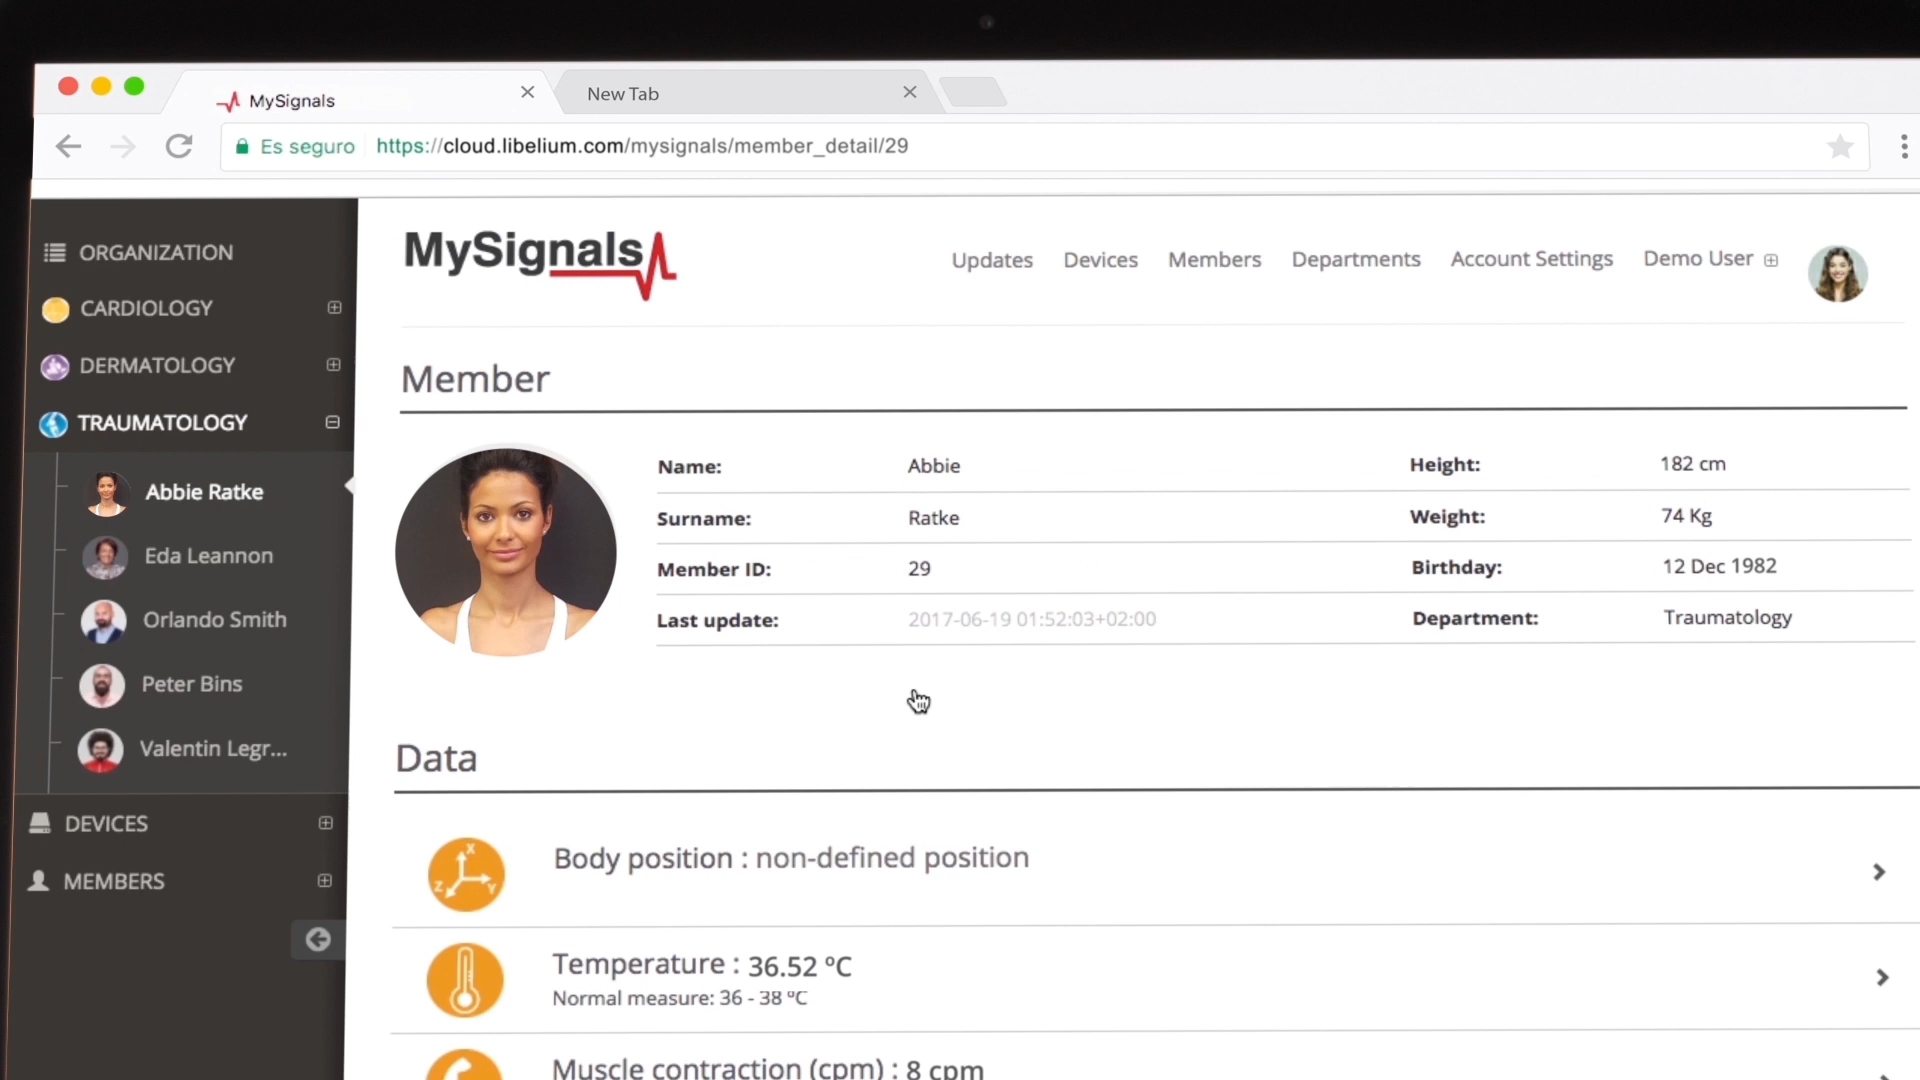 MySignals
New Tab
Es seguro https://cloud.libelium.com/mysignals/member_detail/29
ORGANIZATION
CARDIOLOGY
DERMATOLOGY
TRAUMATOLOGY
Abbie Ratke
Eda Leannon
Orlando Smith
Peter Bins
Valentin Legr...
DEVICES
MEMBERS
MySignals
Updates Devices Members Departments Account Settings Demo User
Member
Name: Abbie Height: 182 cm
Surname: Ratke Weight: 74 Kg
Member ID: 29 Birthday: 12 Dec 1982
Last update: 2017-06-19 01:52:03+02:00 Department: Traumatology
Data
X
Z Y
Body position : non-defined position
Temperature : 36.52 ºC
Normal measure: 36 - 38 ºC
Muscle contraction (cpm) : 8 cpm